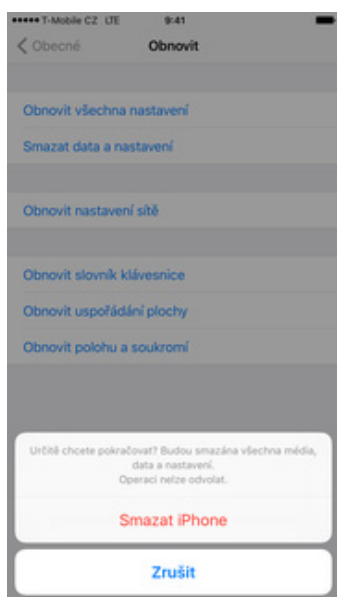 T-Mobile CZ LTE 9:41
Obecné Obnovit
Obnovit všechna nastavení
Smazat data a nastavení
Obnovit nastavení sítě
Obnovit slovník klávesnice
Obnovit uspořádání plochy
Obnovit polohu a soukromí
Určitě chcete pokračovat? Budou smazána všechna média,
data a nastavení.
Operaci nelze odvolat.
Smazat iPhone
Zrušit